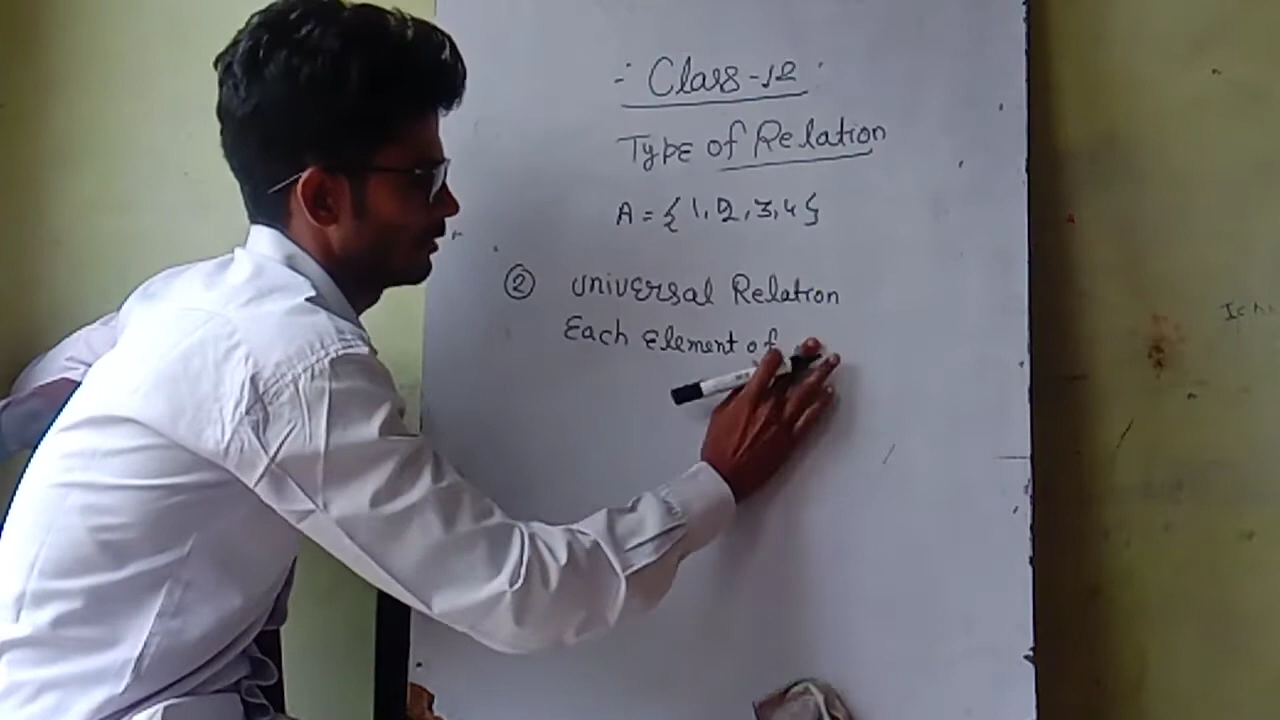 Class-12
Type of Relation
A = { 1, 2, 3, 4 }
② Universal Relation
Each Element of